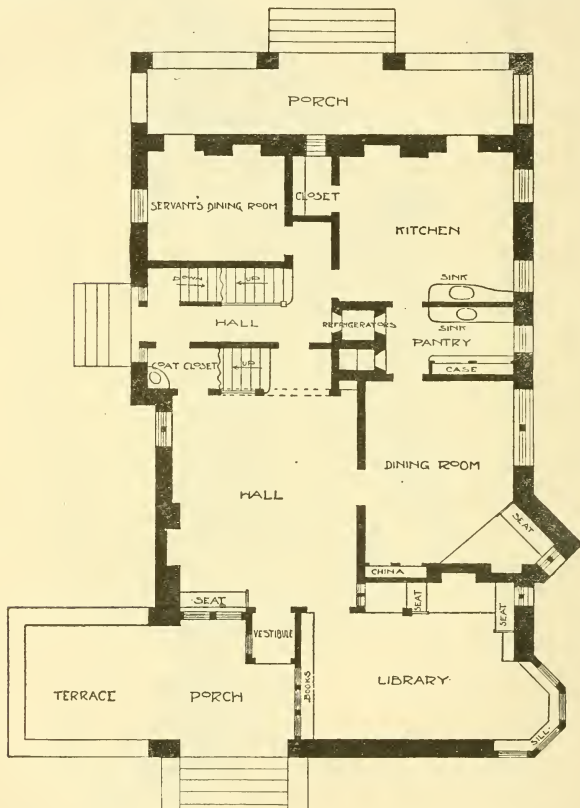 PORCH
CLOSET
SERVANT'S DINING ROOM
KITCHEN
DOWN
UP
SINK
HALL
REFRIGERATORS
SINK
PANTRY
COAT CLOSET
UP
CASE
DINING ROOM
HALL
SEAT
CHINA
SEAT
SEAT
SEAT
VESTIBULE
BOOKS
LIBRARY
TERRACE
PORCH
SILL